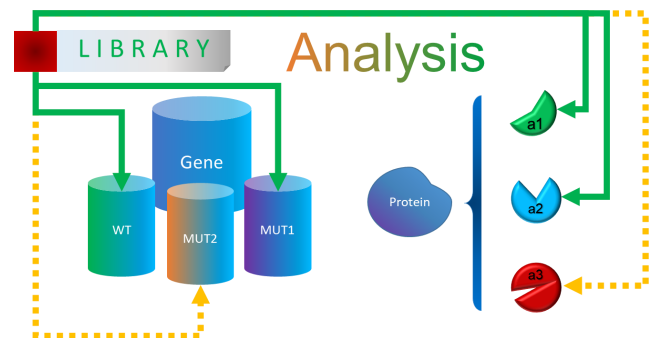 LIBRARY
Analysis
Gene
WT
MUT2
MUT1
Protein
a1
a2
a3